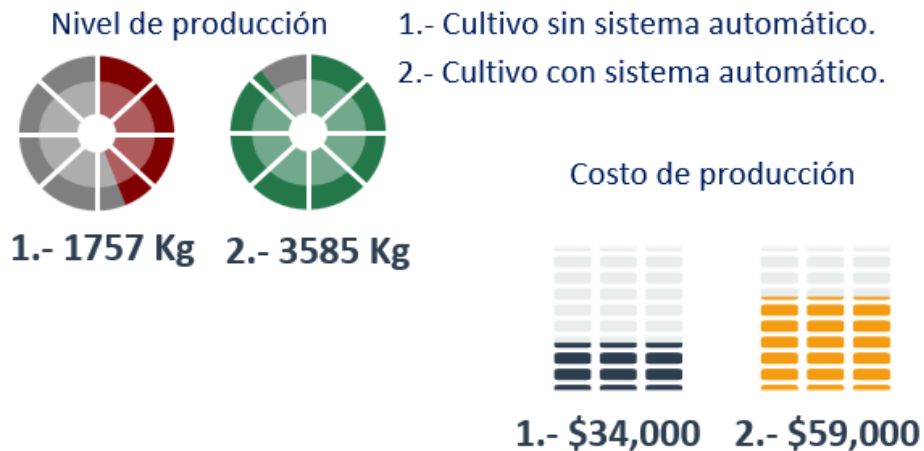 Nivel de producción
1.- Cultivo sin sistema automático.
2.- Cultivo con sistema automático.
1.- 1757 Kg
2.- 3585 Kg
Costo de producción
1.- $34,000
2.- $59,000